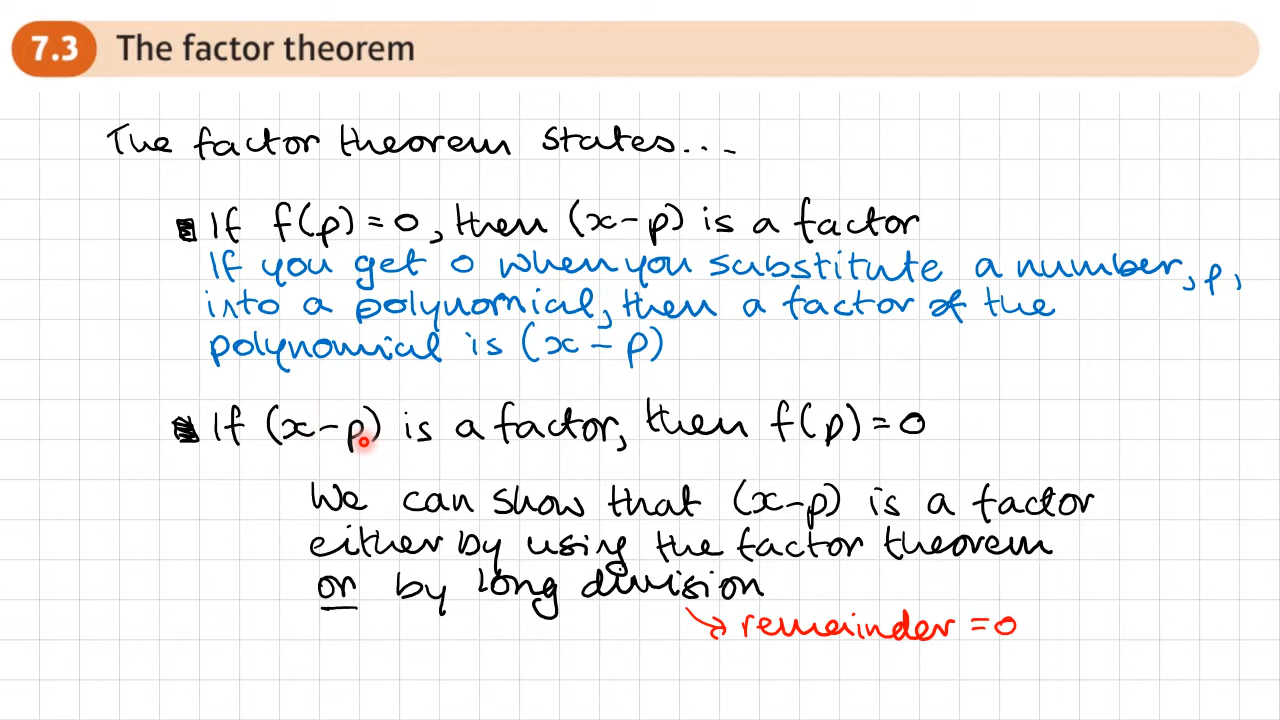 7.3 The factor theorem
The factor theorem states...
If f(p) = 0, then (x-p) is a factor
If you get 0 when you substitute a number, p,
into a polynomial, then a factor of the
polynomial is (x - p)
If (x-p) is a factor, then f(p) = 0
We can show that (x-p) is a factor
either by using the factor theorem
or by long division
→ remainder = 0